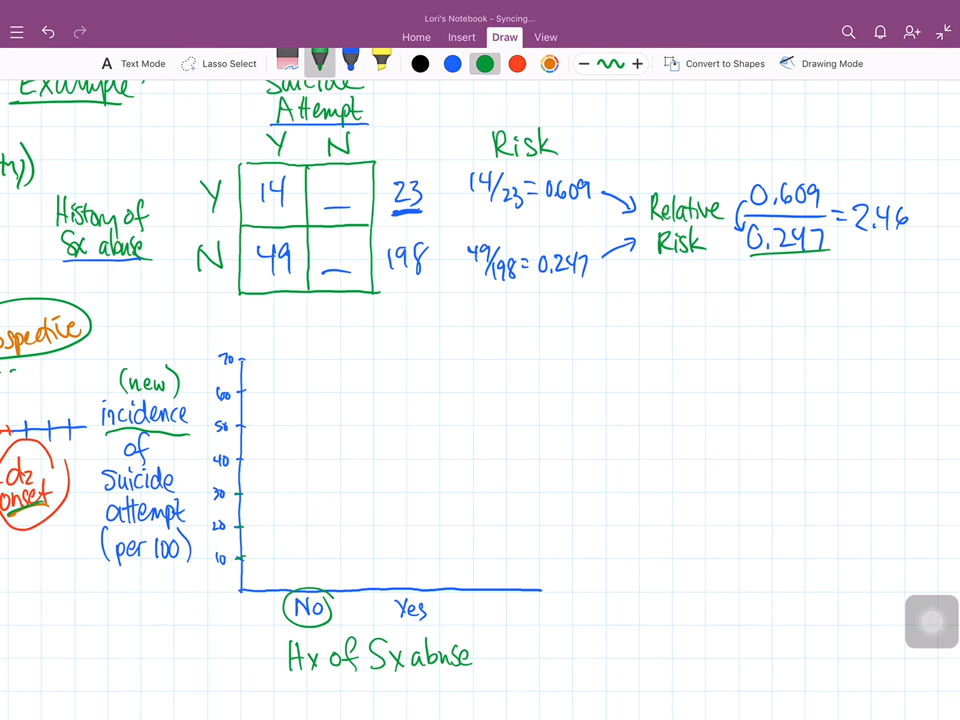 Lori's Notebook - Syncing...
Home Insert Draw View
Text Mode Lasso Select Convert to Shapes Drawing Mode
Example
Suicide
Attempt
Y N
Risk
Y 14 _ 23 14/23 = 0.609
N 49 _ 198 49/198 = 0.247
History of
Sx abuse
Relative
Risk
0.609
0.247
= 2.46
(new)
incidence
of
suicide
attempt
(per 100)
dz
onset
70
60
50
40
30
20
10
No Yes
Hx of Sx abuse